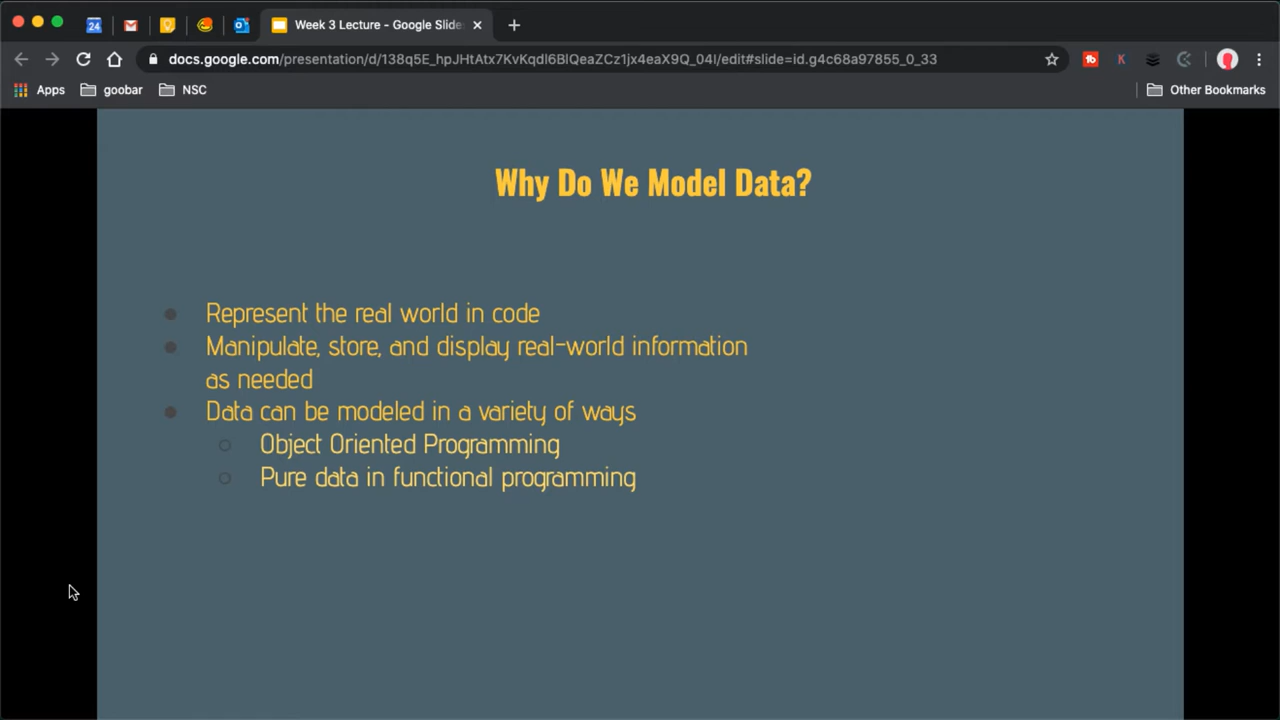 24
Week 3 Lecture - Google Slide
docs.google.com/presentation/d/138q5E_hpJHtAtx7KvKqdl6BlQeaZCz1jx4eaX9Q_04I/edit#slide=id.g4c68a97855_0_33
K
Apps
goobar
NSC
Other Bookmarks
Why Do We Model Data?
● Represent the real world in code
● Manipulate, store, and display real-world information
as needed
● Data can be modeled in a variety of ways
○ Object Oriented Programming
○ Pure data in functional programming